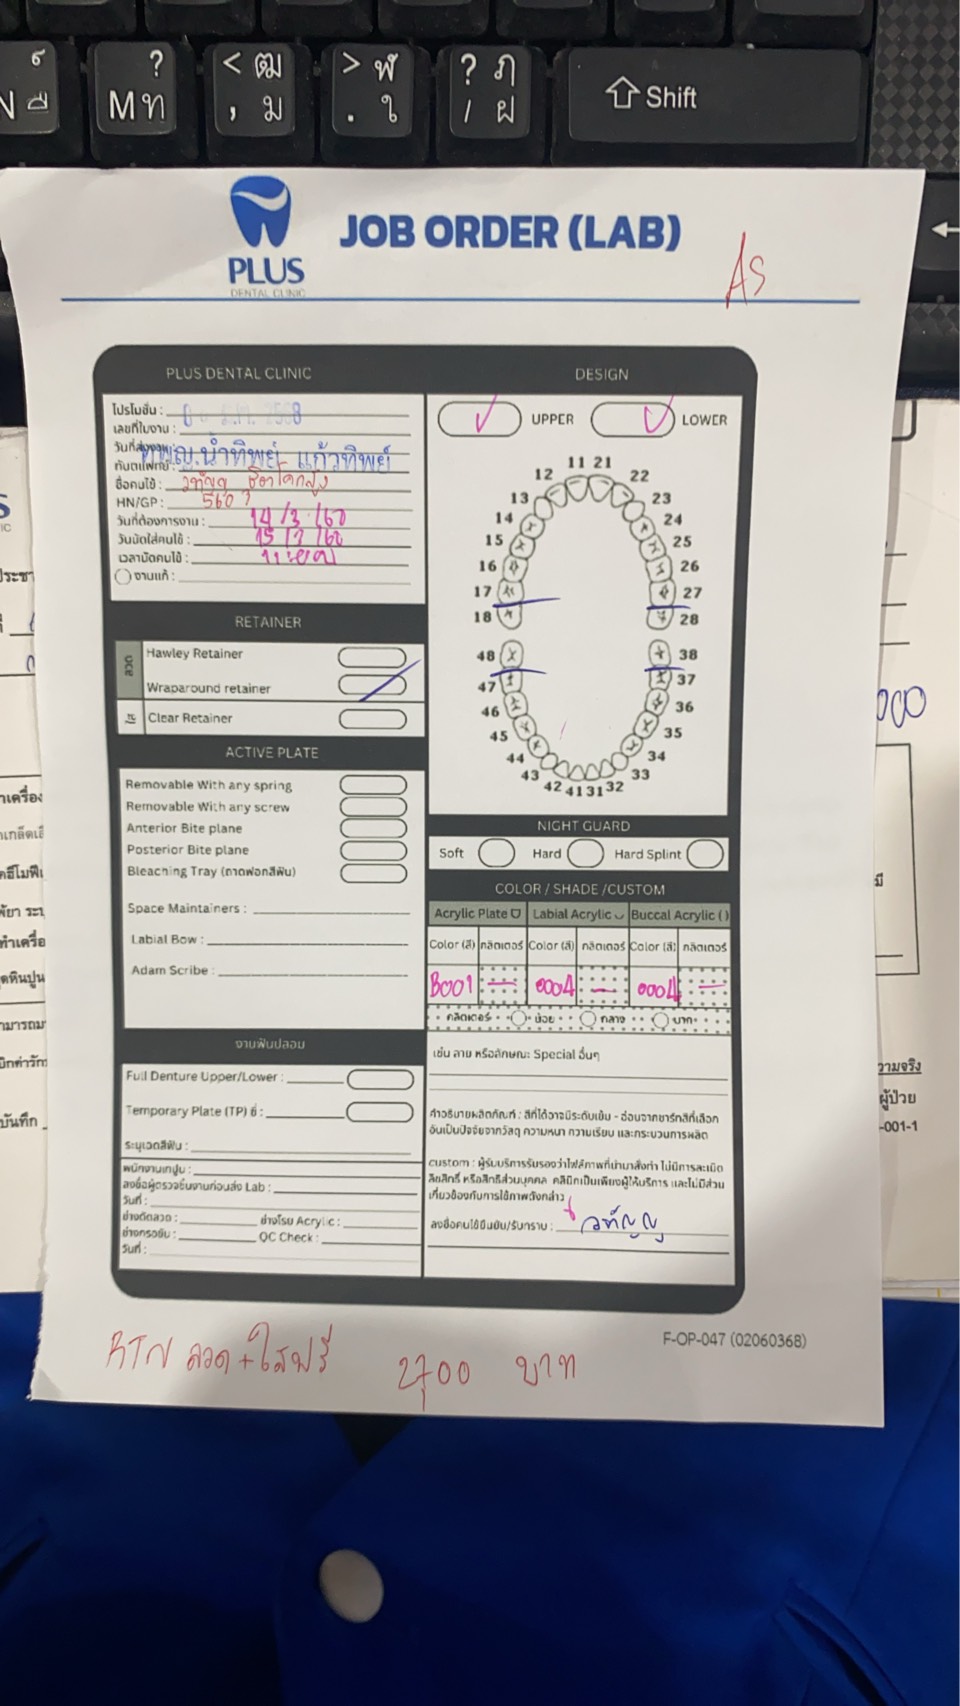 ? < ฒ > ฬ ? ฦ
M ท , ม . ใ / ฝ Shift
JOB ORDER (LAB)
PLUS
DENTAL CLINIC
AS
PLUS DENTAL CLINIC
โปรโมชั่น :
เลขที่ใบงาน :
วันที่ส่งงาน :
ทันตแพทย์ : ทพญ.น้ำทิพย์ แก้วทิพย์
ชื่อคนไข้ :
HN/GP :
วันที่ต้องการงาน :
วันนัดใส่คนไข้ :
เวลานัดคนไข้ :
งานแก้ :
RETAINER
ลวด
Hawley Retainer
Wraparound retainer
ใส
Clear Retainer
ACTIVE PLATE
Removable With any spring
Removable With any screw
Anterior Bite plane
Posterior Bite plane
Bleaching Tray (ถาดฟอกสีฟัน)
Space Maintainers :
Labial Bow :
Adam Scribe :
งานฟันปลอม
Full Denture Upper/Lower :
Temporary Plate (TP) ซี่ :
ระบุเฉดสีฟัน :
พนักงานเทปูน :
ลงชื่อผู้ตรวจชิ้นงานก่อนส่ง Lab :
วันที่ :
ช่างดัดลวด : ช่างโรย Acrylic :
ช่างกรอขัด : QC Check :
วันที่ :
DESIGN
UPPER LOWER
11 21
12 22
13 23
14 24
15 25
16 26
17 27
18 28
48 38
47 37
46 36
45 35
44 34
43 33
42 41 31 32
NIGHT GUARD
Soft Hard Hard Splint
COLOR / SHADE /CUSTOM
Acrylic Plate Labial Acrylic Buccal Acrylic ( )
Color (สี) กลิตเตอร์ Color (สี) กลิตเตอร์ Color (สี) กลิตเตอร์
B001 — 0004 — 0004 —
กลิตเตอร์ น้อย กลาง มาก
เช่น ลาย หรือลักษณะ Special อื่นๆ
คำอธิบายผลิตภัณฑ์ : สีที่ได้อาจมีระดับเข้ม - อ่อนจากชาร์ทสีที่เลือก
อันเป็นปัจจัยจากวัสดุ ความหนา ความเรียบ และกระบวนการผลิต
custom : ผู้รับบริการรับรองว่าไฟล์ภาพที่นำมาสั่งทำ ไม่มีการละเมิด
ลิขสิทธิ์ หรือสิทธิส่วนบุคคล คลินิกเป็นเพียงผู้ให้บริการ และไม่มีส่วน
เกี่ยวข้องกับการใช้ภาพดังกล่าว
ลงชื่อคนไข้ยืนยัน/รับทราบ : วทัญญู
F-OP-047 (02060368)
RTN ลวด+ใสฟรี 2,700 บาท
ผู้ป่วย
-001-1